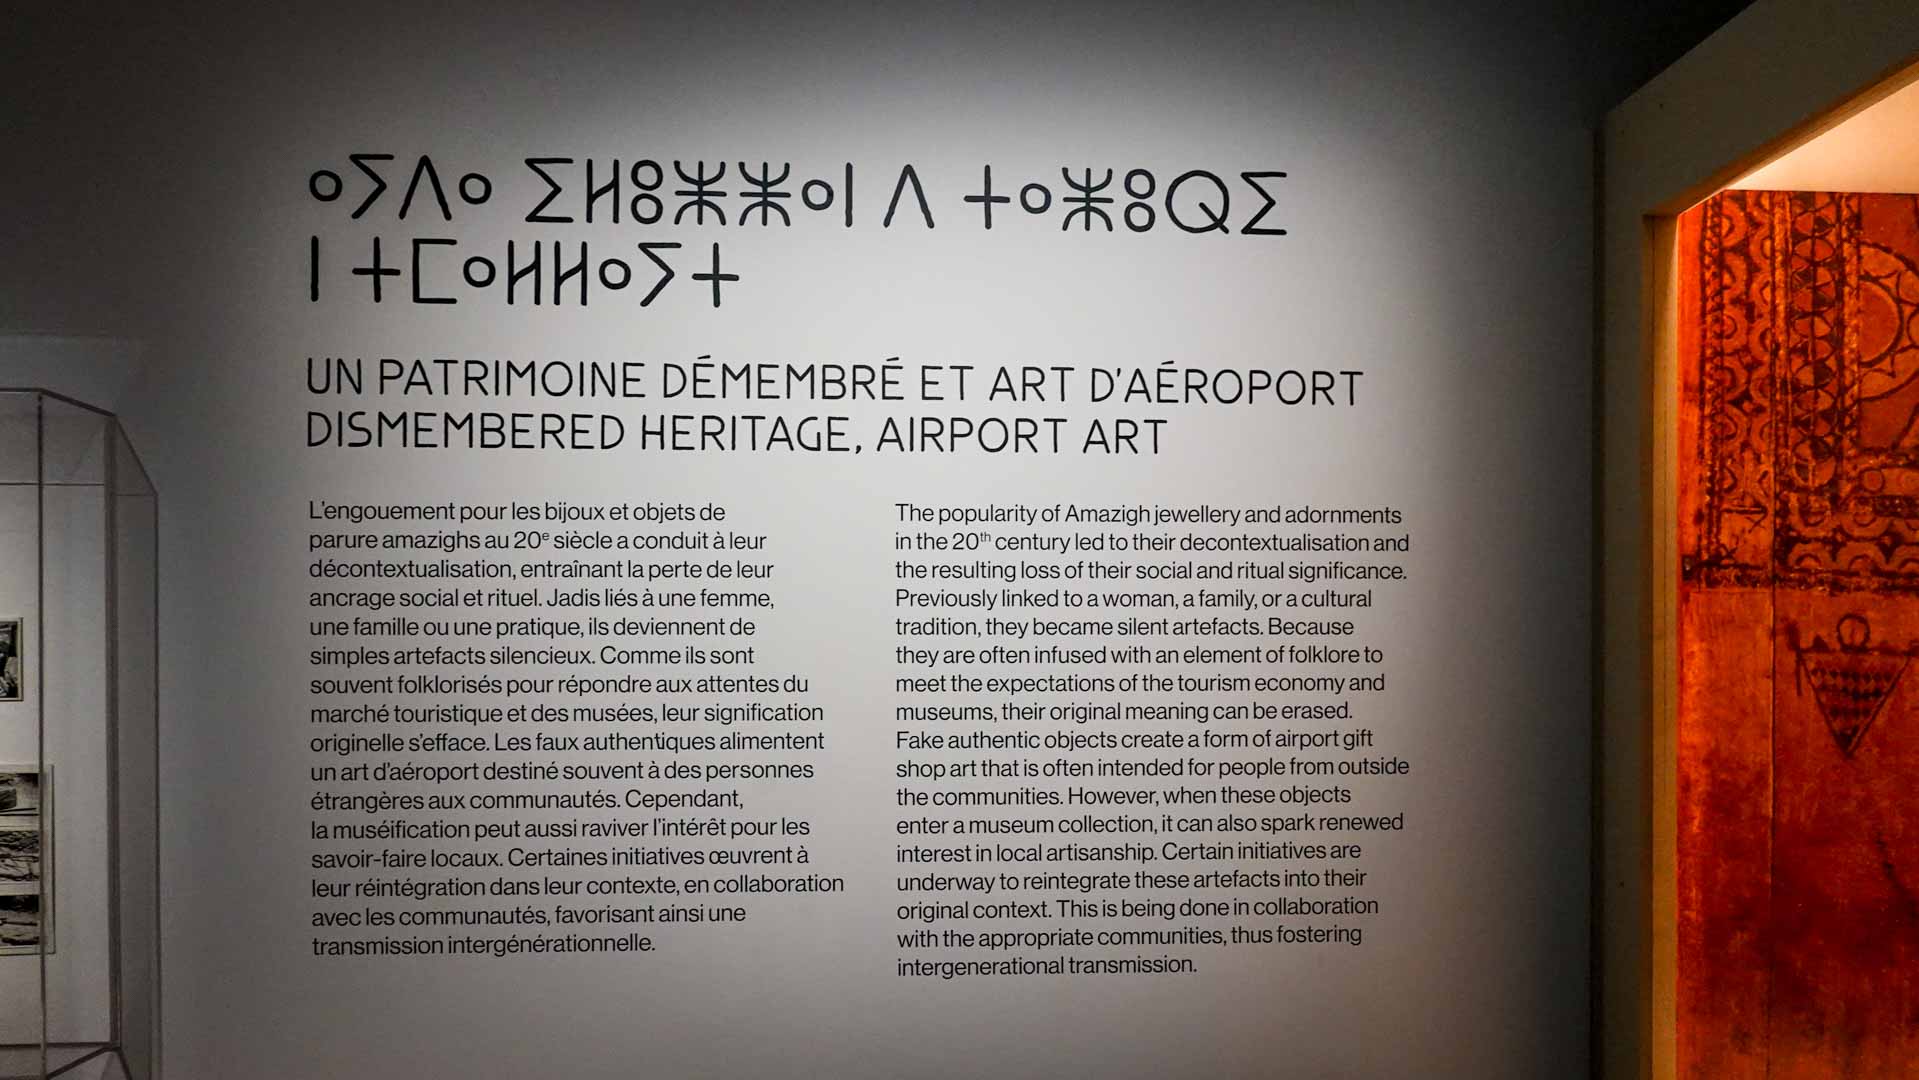 ⴰⵢⴷⴰ ⵉⵍⵓⵣⵣⴰⵏ ⴷ ⵜⴰⵣⵓⵕⵉ
ⵏ ⵜⵎⴰⵍⵍⴰⵢⵜ
UN PATRIMOINE DÉMEMBRÉ ET ART D'AÉROPORT
DISMEMBERED HERITAGE, AIRPORT ART
L'engouement pour les bijoux et objets de
parure amazighs au 20e siècle a conduit à leur
décontextualisation, entraînant la perte de leur
ancrage social et rituel. Jadis liés à une femme,
une famille ou une pratique, ils deviennent de
simples artefacts silencieux. Comme ils sont
souvent folklorisés pour répondre aux attentes du
marché touristique et des musées, leur signification
originelle s'efface. Les faux authentiques alimentent
un art d'aéroport destiné souvent à des personnes
étrangères aux communautés. Cependant,
la muséification peut aussi raviver l'intérêt pour les
savoir-faire locaux. Certaines initiatives œuvrent à
leur réintégration dans leur contexte, en collaboration
avec les communautés, favorisant ainsi une
transmission intergénérationnelle.
The popularity of Amazigh jewellery and adornments
in the 20th century led to their decontextualisation and
the resulting loss of their social and ritual significance.
Previously linked to a woman, a family, or a cultural
tradition, they became silent artefacts. Because
they are often infused with an element of folklore to
meet the expectations of the tourism economy and
museums, their original meaning can be erased.
Fake authentic objects create a form of airport gift
shop art that is often intended for people from outside
the communities. However, when these objects
enter a museum collection, it can also spark renewed
interest in local artisanship. Certain initiatives are
underway to reintegrate these artefacts into their
original context. This is being done in collaboration
with the appropriate communities, thus fostering
intergenerational transmission.